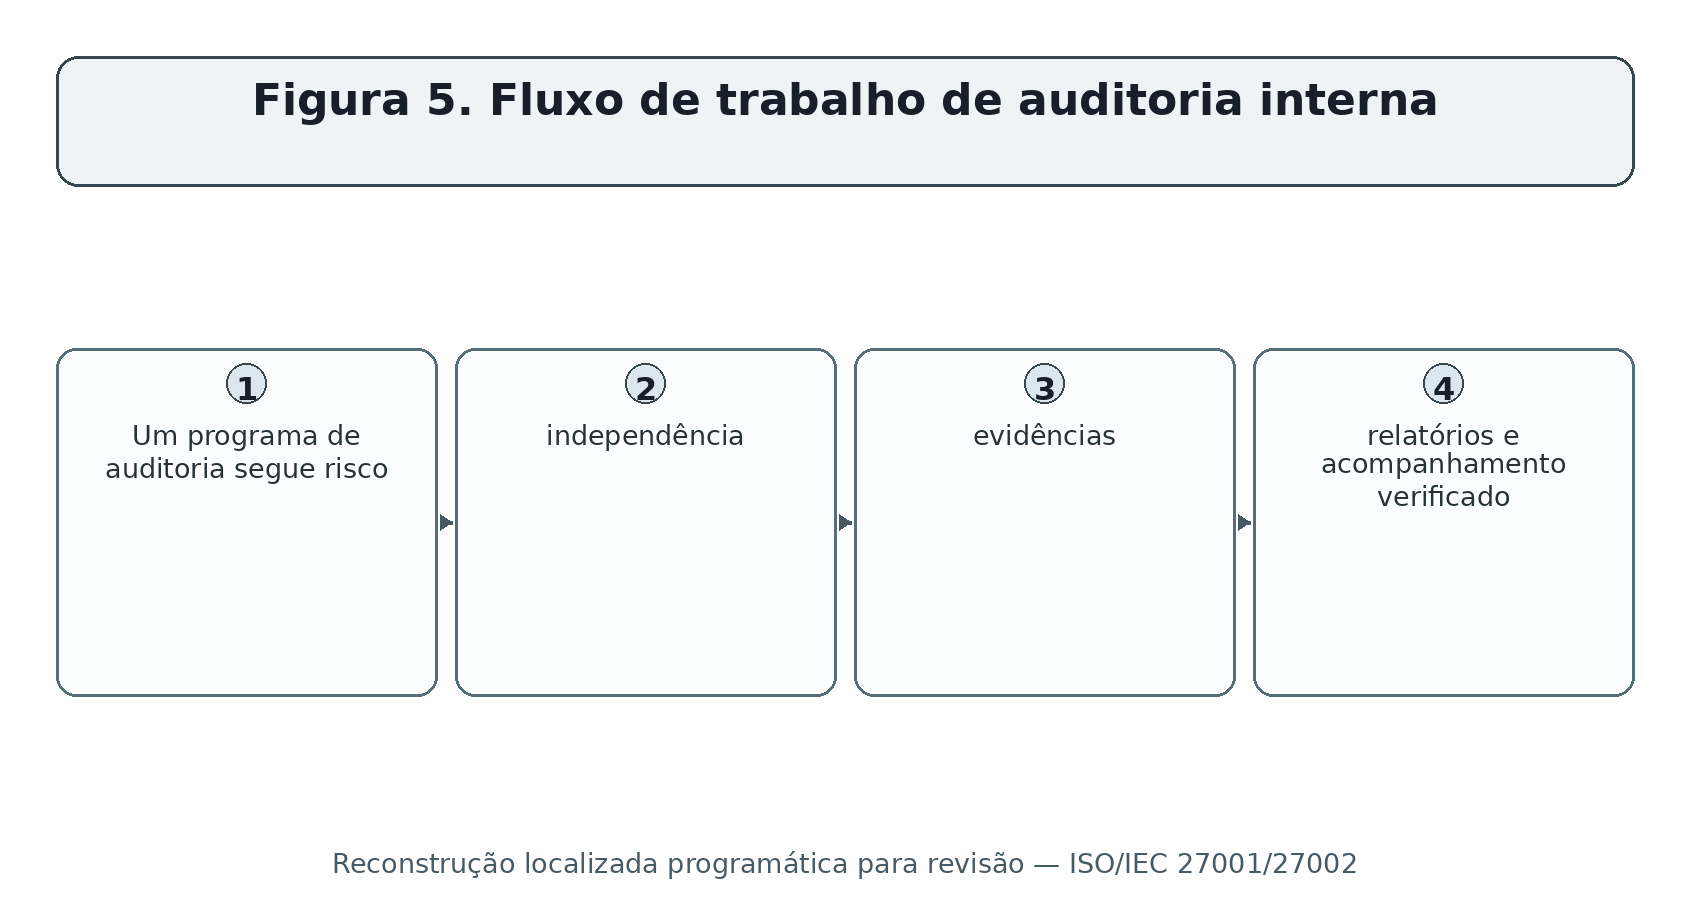 Figura 5. Fluxo de trabalho de auditoria interna
1
Um programa de
auditoria segue risco
2
independência
3
evidências
4
relatórios e
acompanhamento
verificado
Reconstrução localizada programática para revisão — ISO/IEC 27001/27002